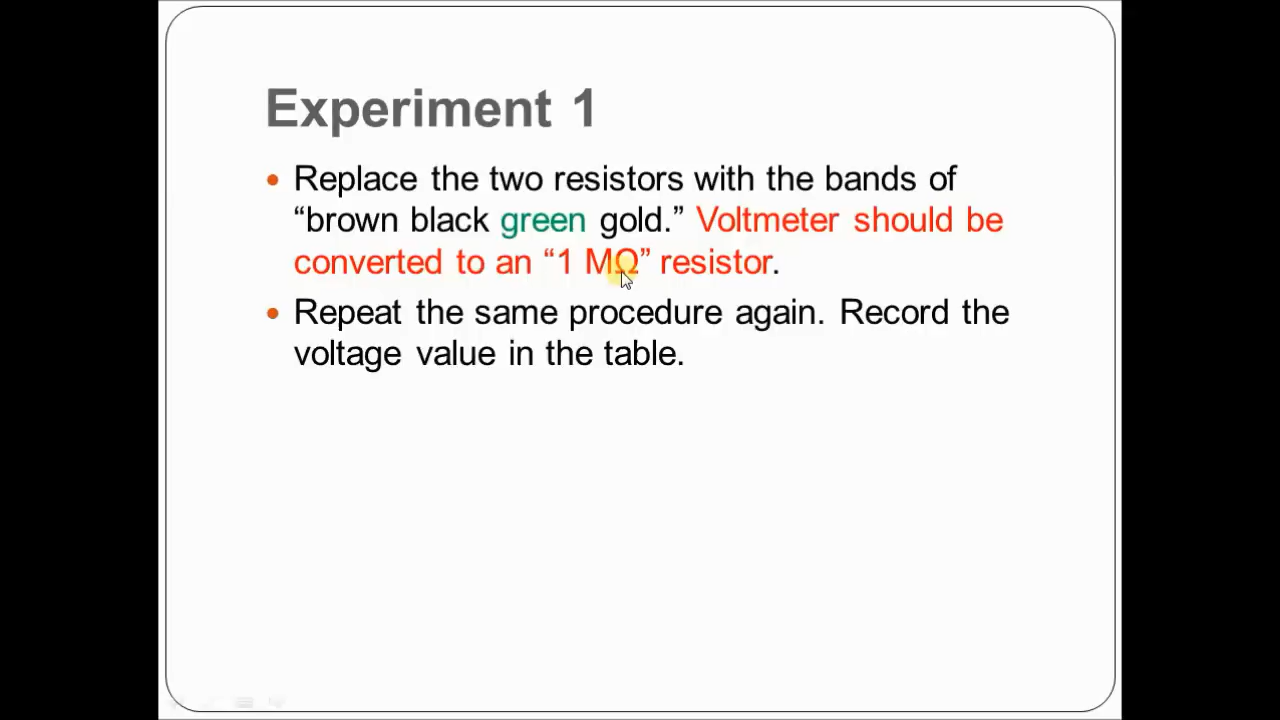 Experiment 1
• Replace the two resistors with the bands of
“brown black green gold.” Voltmeter should be
converted to an “1 MΩ” resistor.
• Repeat the same procedure again. Record the
voltage value in the table.